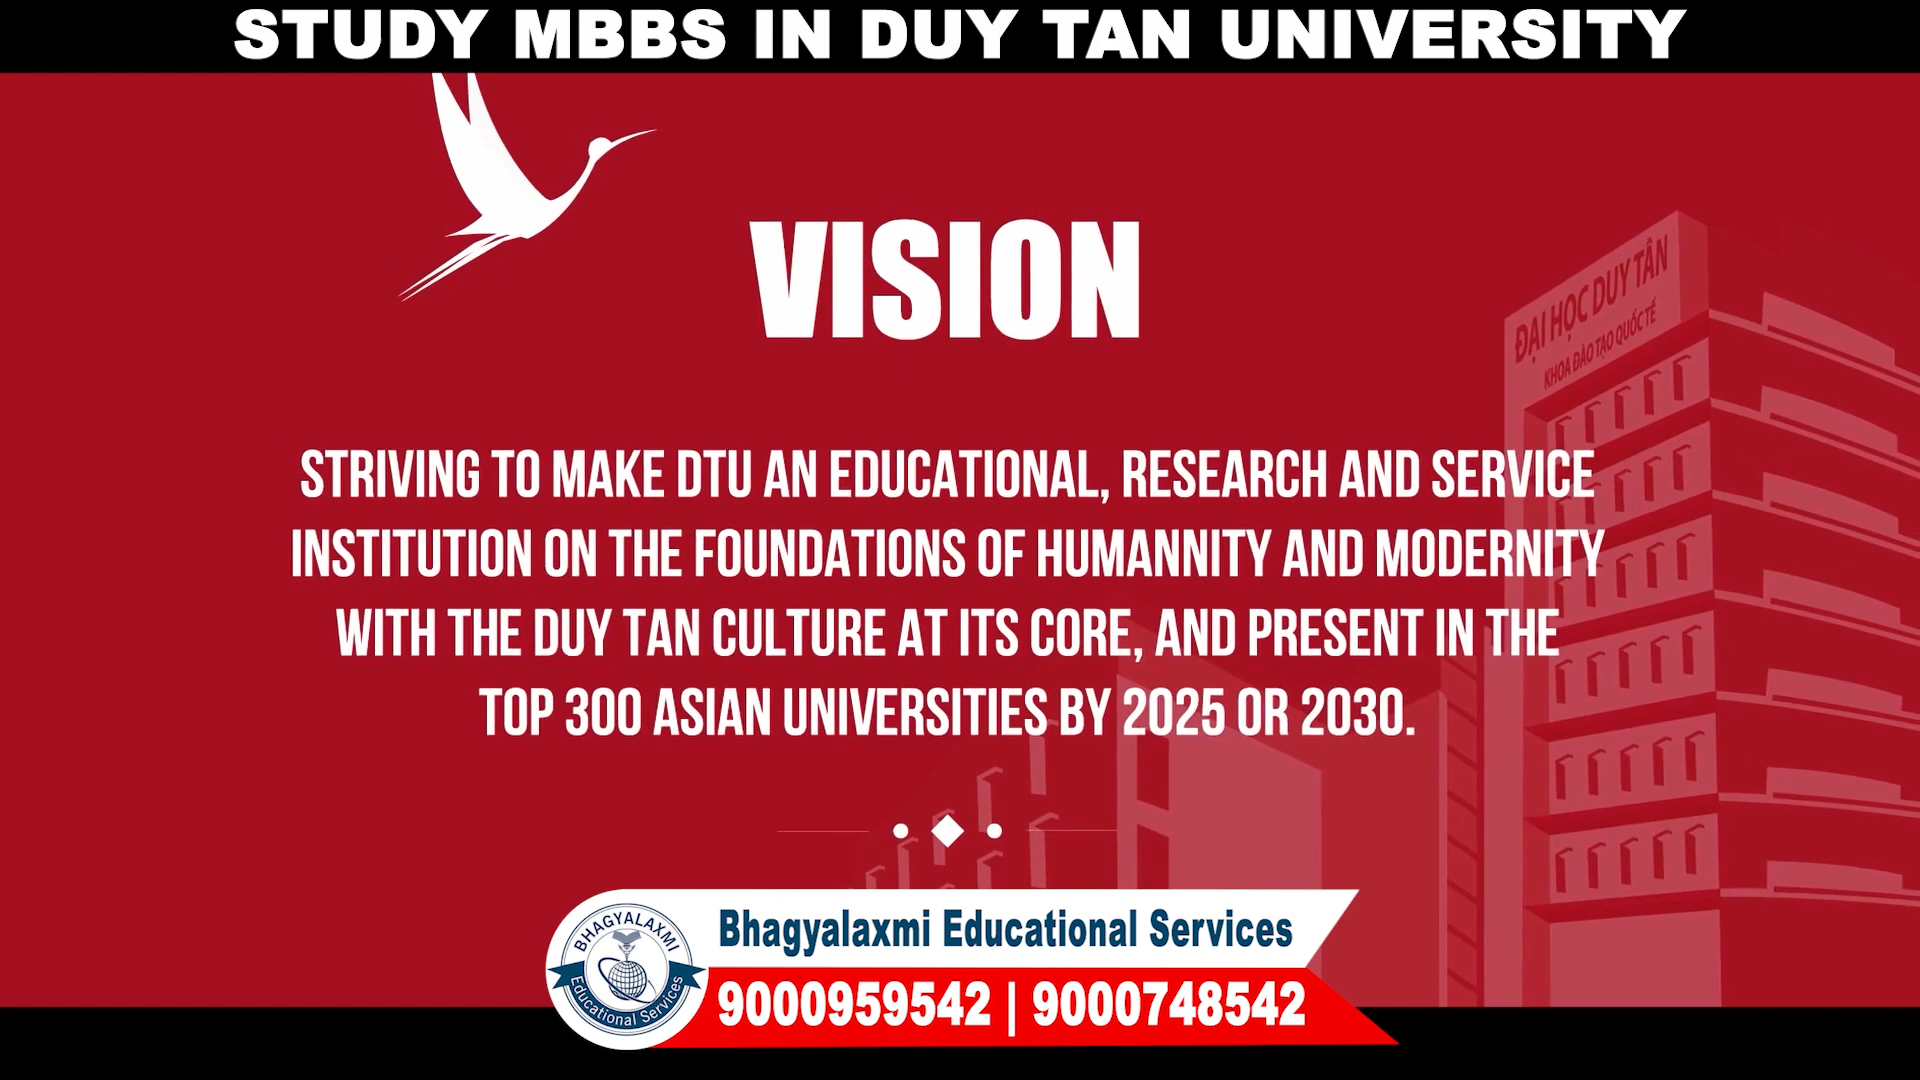 STUDY MBBS IN DUY TAN UNIVERSITY
VISION
ĐẠI HỌC DUY TÂN
KHOA ĐÀO TẠO QUỐC TẾ
STRIVING TO MAKE DTU AN EDUCATIONAL, RESEARCH AND SERVICE
INSTITUTION ON THE FOUNDATIONS OF HUMANNITY AND MODERNITY
WITH THE DUY TAN CULTURE AT ITS CORE, AND PRESENT IN THE
TOP 300 ASIAN UNIVERSITIES BY 2025 OR 2030.
BHAGYALAXMI
Educational Services
Bhagyalaxmi Educational Services
9000959542 | 9000748542